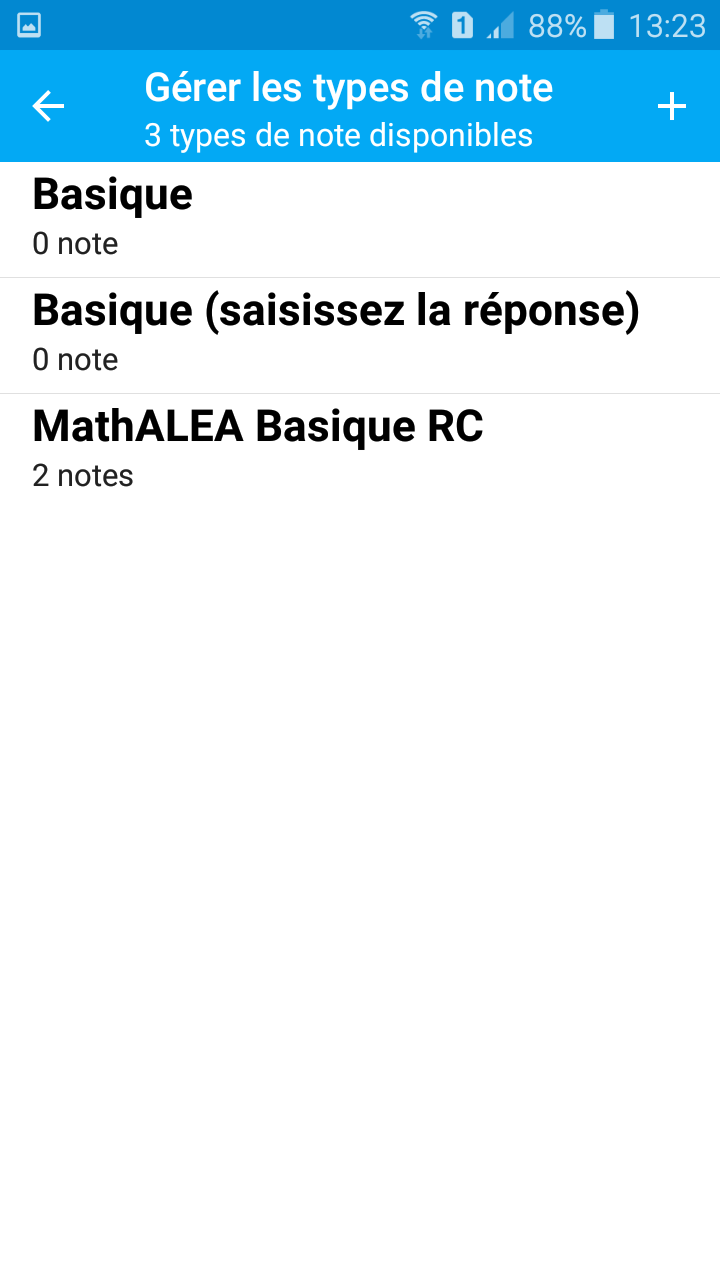 1 88% 13:23
Gérer les types de note
3 types de note disponibles
Basique
0 note
Basique (saisissez la réponse)
0 note
MathALEA Basique RC
2 notes